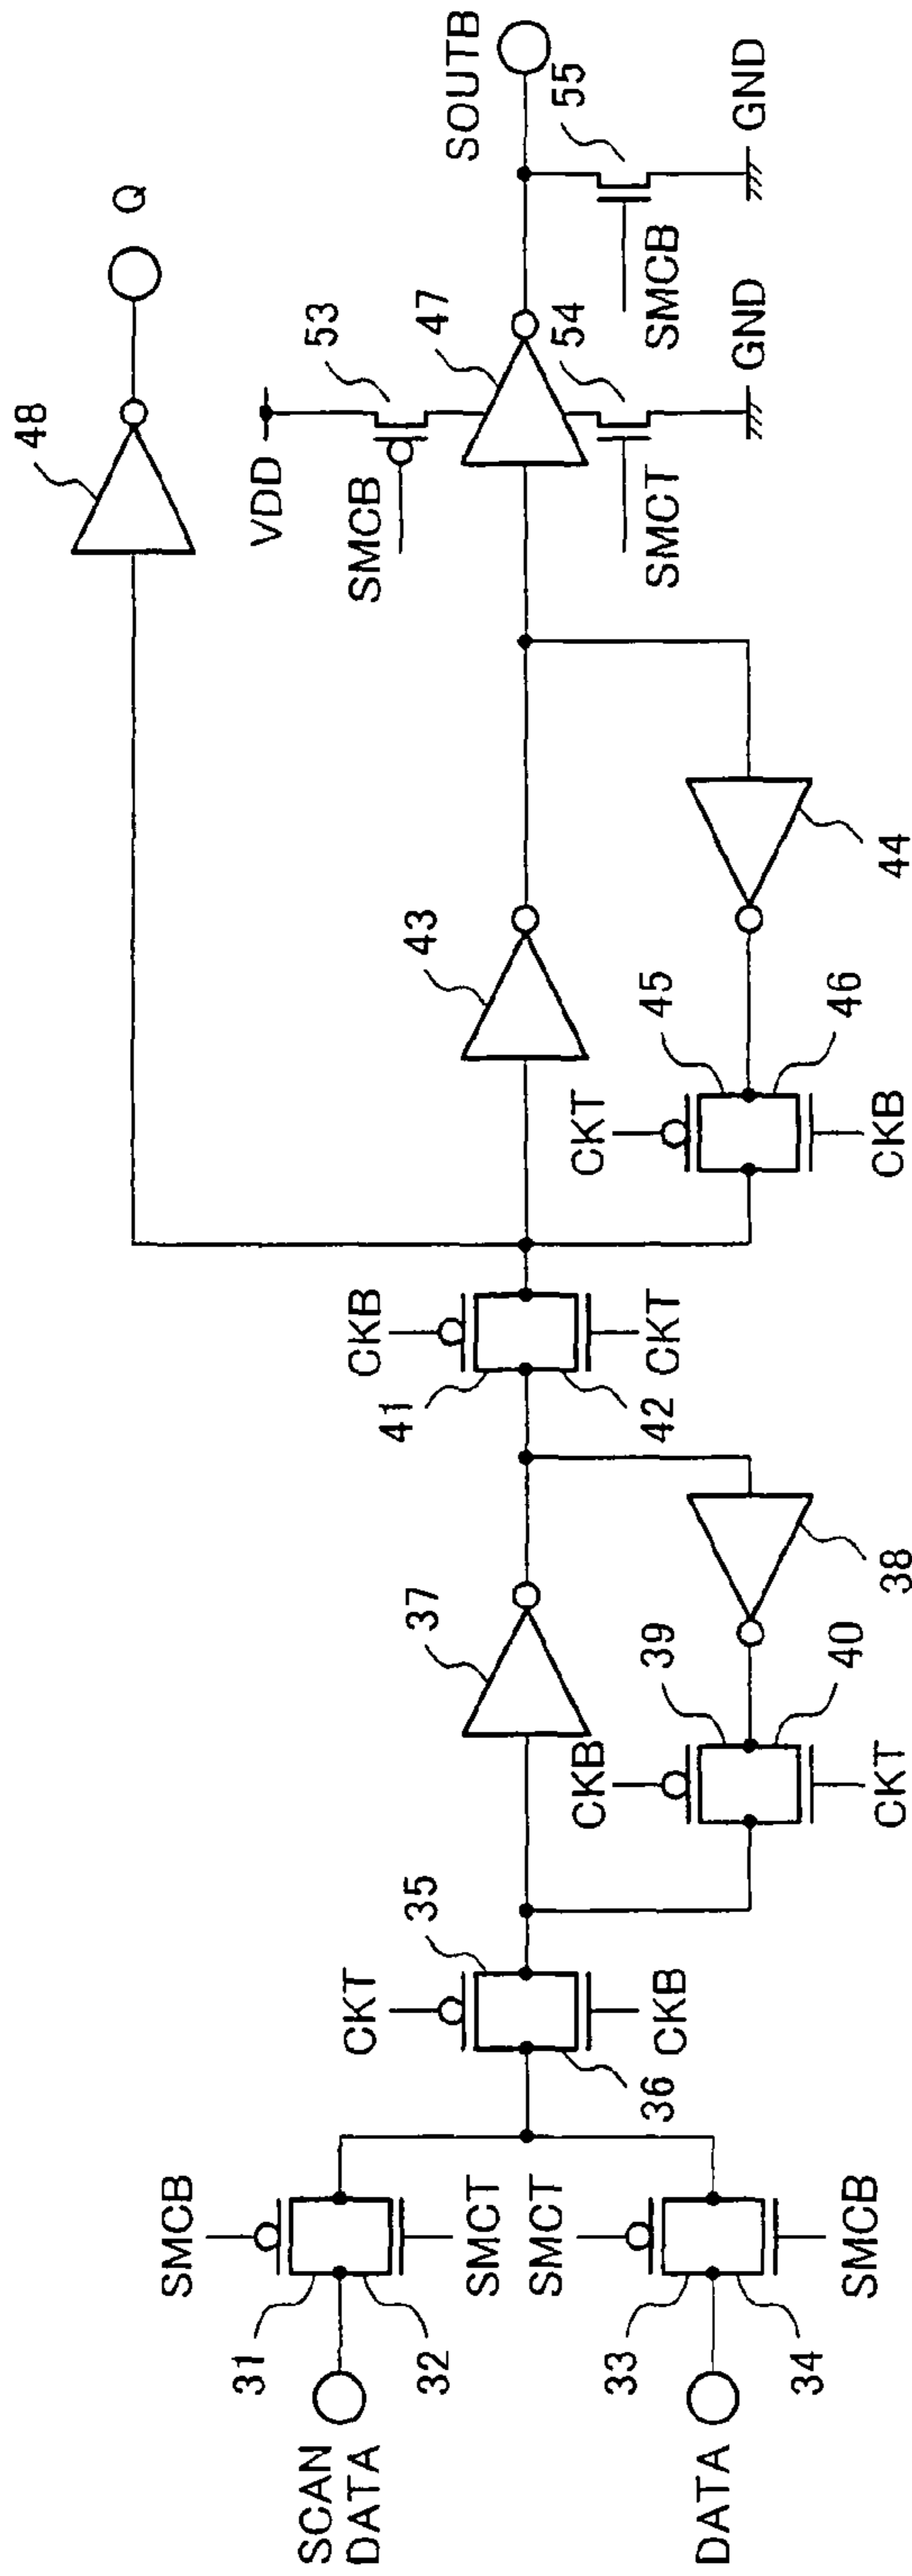 SCAN
DATA
DATA
31
32
33
34
SMCB
SMCT
SMCT
SMCB
CKT
35
36
CKB
37
38
CKB
39
40
CKT
CKB
41
42
CKT
43
44
CKT
45
46
CKB
48
Q
VDD
53
SMCB
47
54
SMCT
GND
SOUTB
55
SMCB
GND